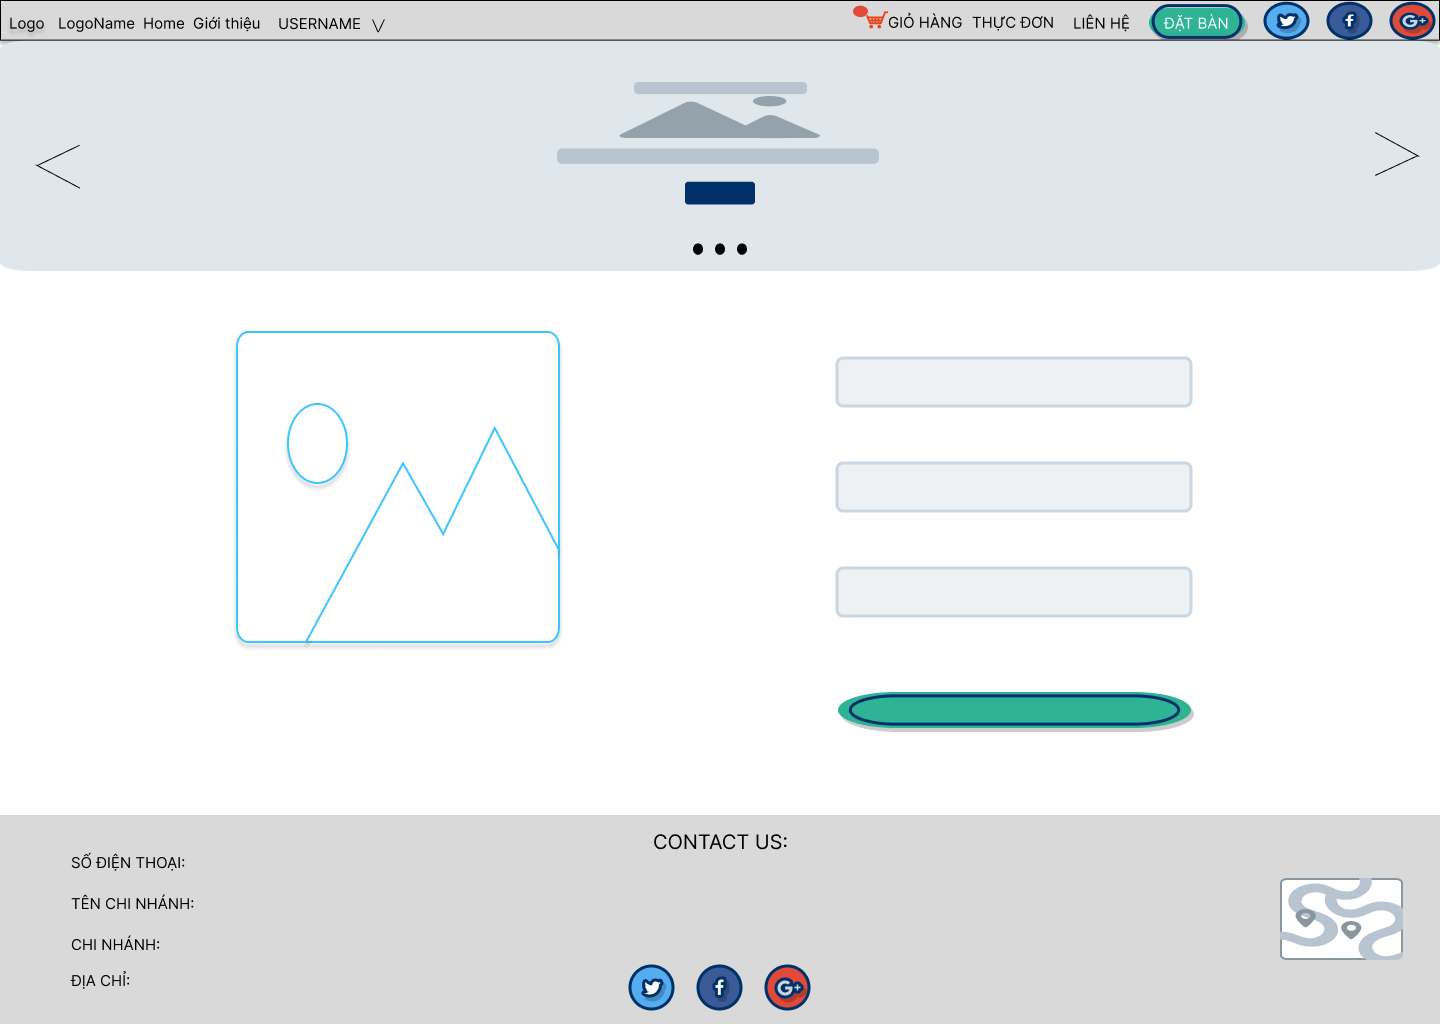 Logo LogoName Home Giới thiệu USERNAME GIỎ HÀNG THỰC ĐƠN LIÊN HỆ ĐẶT BÀN
CONTACT US:
SỐ ĐIỆN THOẠI:
TÊN CHI NHÁNH:
CHI NHÁNH:
ĐỊA CHỈ: